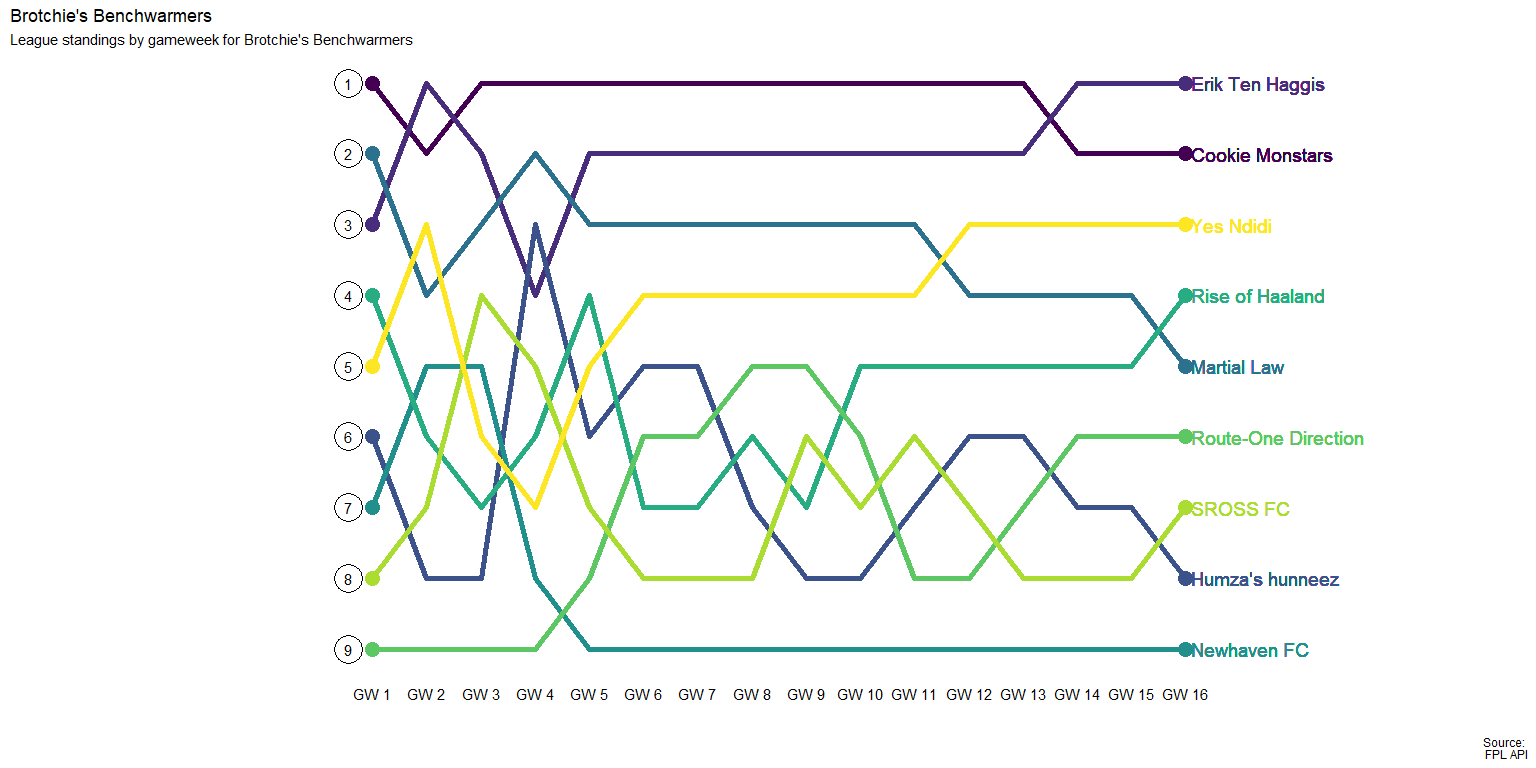 Brotchie's Benchwarmers
League standings by gameweek for Brotchie's Benchwarmers
1
Erik Ten Haggis
2
Cookie Monstars
3
Yes Ndidi
4
Rise of Haaland
5
Martial Law
6
Route-One Direction
7
SROSS FC
8
Humza's hunneez
9
Newhaven FC
GW 1 GW 2 GW 3 GW 4 GW 5 GW 6 GW 7 GW 8 GW 9 GW 10 GW 11 GW 12 GW 13 GW 14 GW 15 GW 16
Source:
FPL API